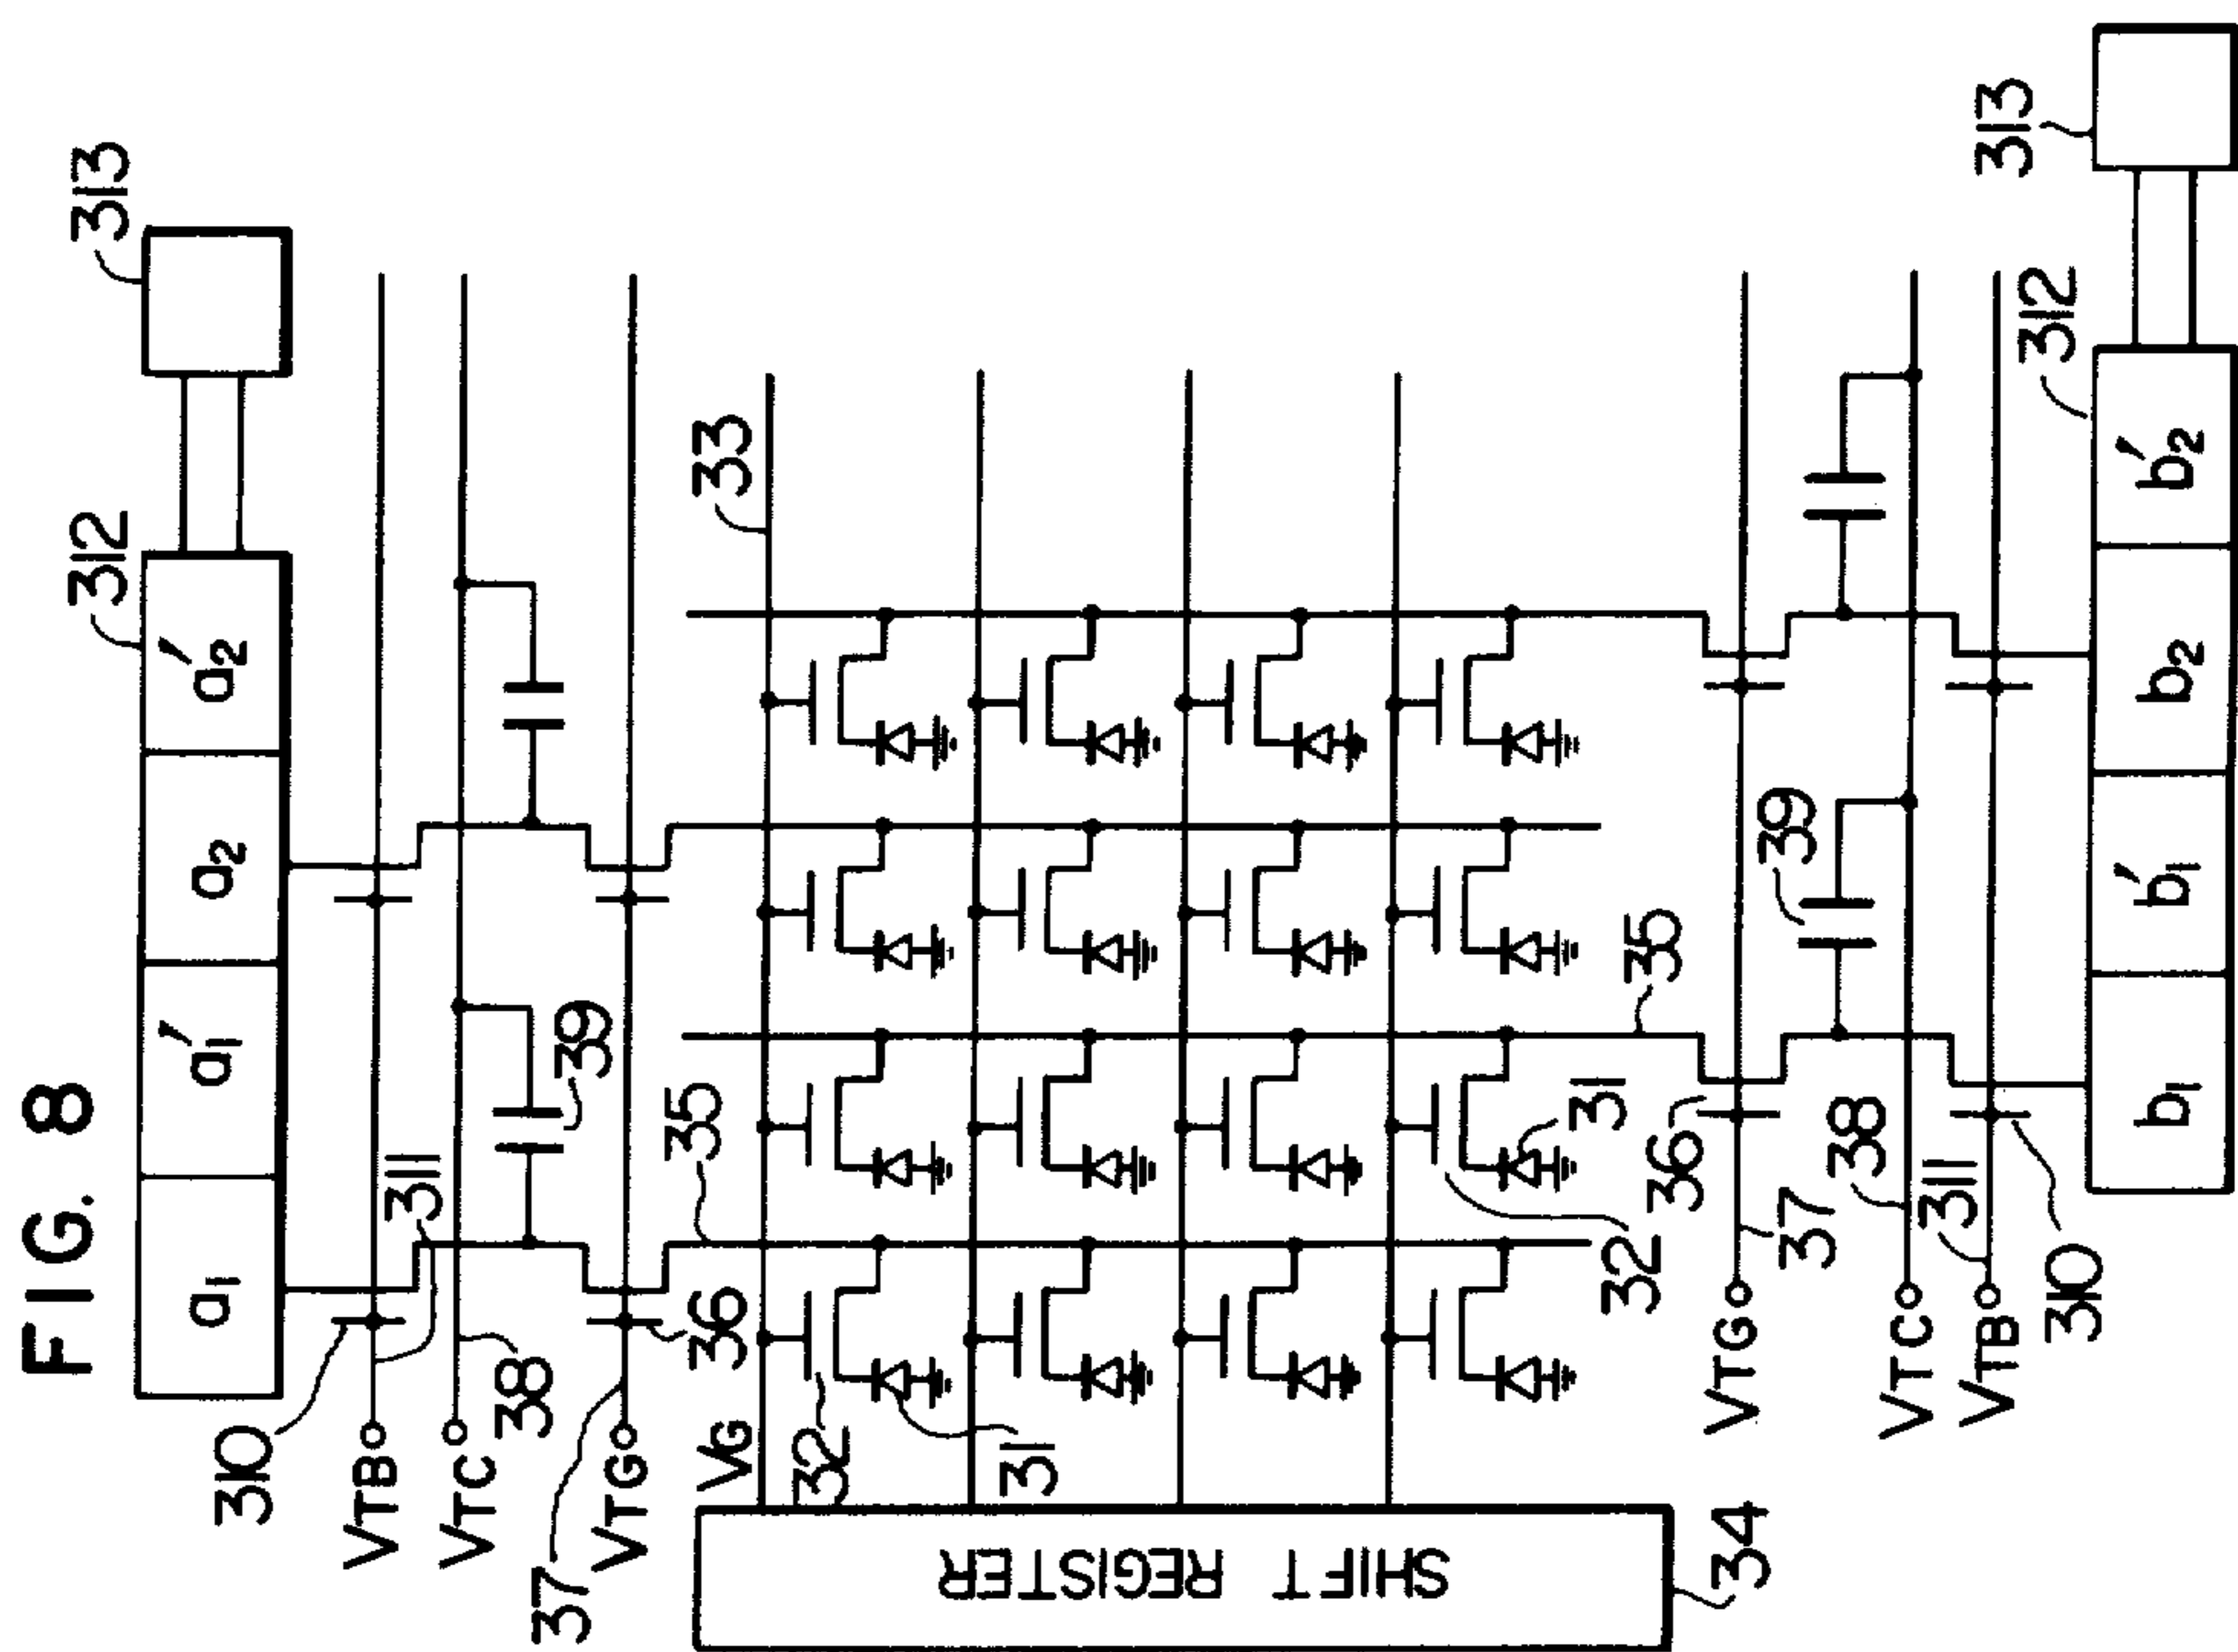 FIG. 8
313
312
a₁
a₁'
a₂
a₂'
310
311
VTB
VTC
38
39
37
VTG
36
35
VG
33
32
31
SHIFT REGISTER
34
32
31
35
36
39
VTG
37
38
VTC
311
VTB
310
312
313
b₁
b₁'
b₂
b₂'